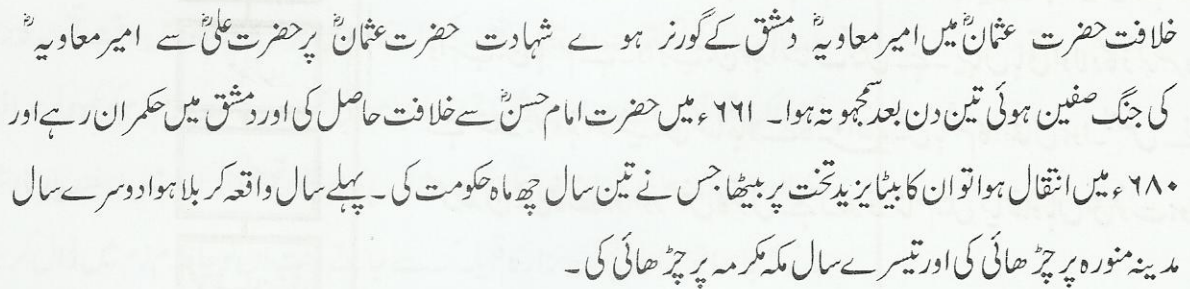 خلافت حضرت عثمانؓ میں امیر معاویہؓ دمشق کے گورنر ہو ے شہادت حضرت عثمانؓ پر حضرت علیؓ سے امیر معاویہؓ
کی جنگ صفین ہوئی تین دن بعد سمجھوتہ ہوا۔ ۶۶۱ء میں حضرت امام حسنؓ سے خلافت حاصل کی اور دمشق میں حکمران رہے اور
۶۸۰ء میں انتقال ہوا تو ان کا بیٹا یزید تخت پر بیٹھا جس نے تین سال چھ ماہ حکومت کی۔ پہلے سال واقعہ کربلا ہوا دوسرے سال
مدینہ منورہ پر چڑھائی کی اور تیسرے سال مکہ مکرمہ پر چڑھائی کی۔